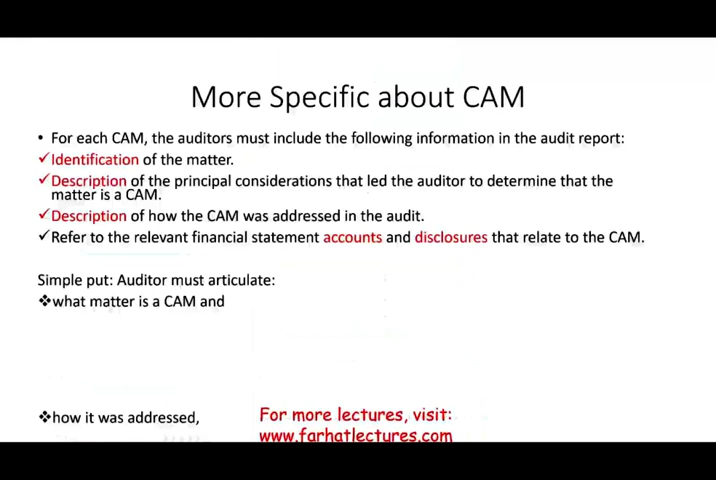 More Specific about CAM
• For each CAM, the auditors must include the following information in the audit report:
✓Identification of the matter.
✓Description of the principal considerations that led the auditor to determine that the
matter is a CAM.
✓Description of how the CAM was addressed in the audit.
✓Refer to the relevant financial statement accounts and disclosures that relate to the CAM.
Simple put: Auditor must articulate:
❖what matter is a CAM and
❖how it was addressed,
For more lectures, visit:
www.farhatlectures.com